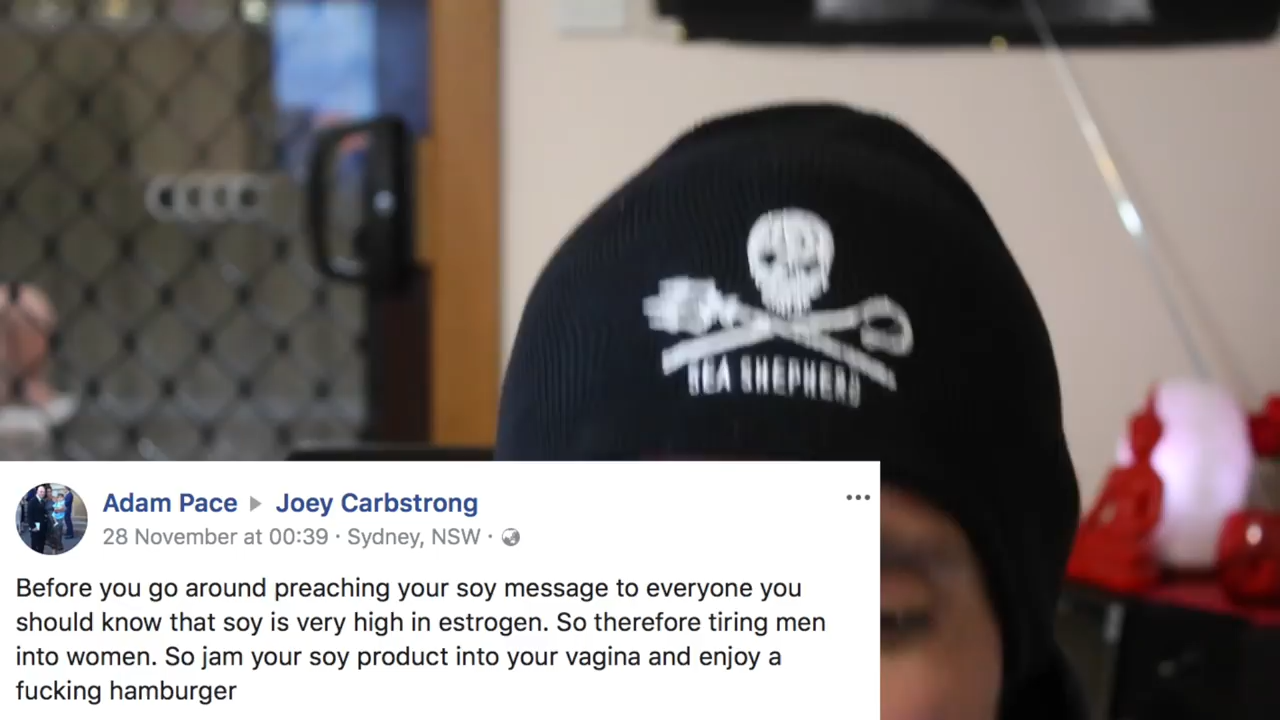 SEA SHEPHERD
Adam Pace ▸ Joey Carbstrong
28 November at 00:39 · Sydney, NSW ·
Before you go around preaching your soy message to everyone you
should know that soy is very high in estrogen. So therefore tiring men
into women. So jam your soy product into your vagina and enjoy a
fucking hamburger